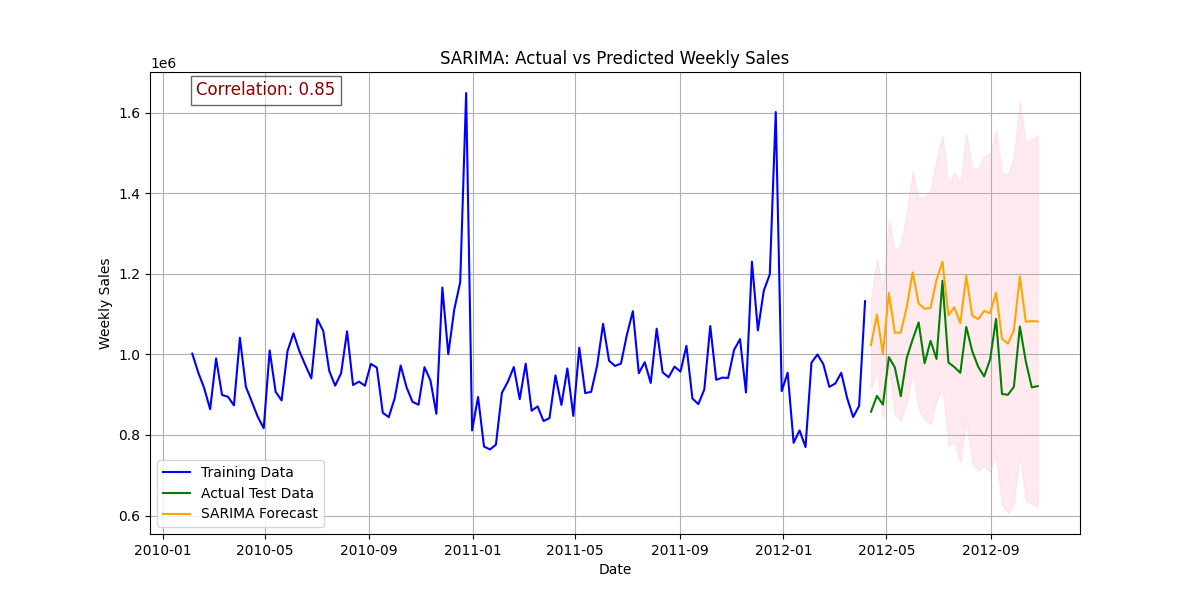 SARIMA: Actual vs Predicted Weekly Sales
1e6
Correlation: 0.85
1.6
1.4
1.2
1.0
0.8
0.6
Weekly Sales
Training Data
Actual Test Data
SARIMA Forecast
2010-01 2010-05 2010-09 2011-01 2011-05 2011-09 2012-01 2012-05 2012-09
Date